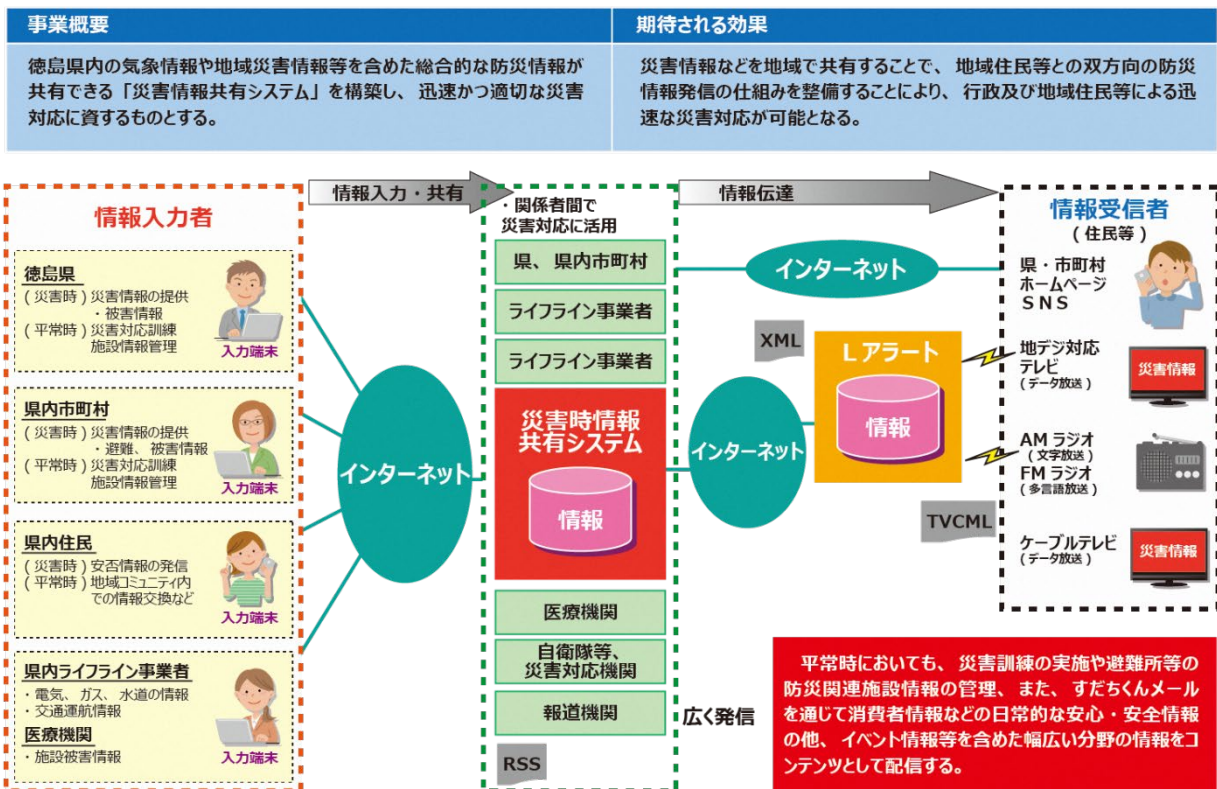 事業概要
徳島県内の気象情報や地域災害情報等を含めた総合的な防災情報が
共有できる「災害情報共有システム」を構築し、迅速かつ適切な災害
対応に資するものとする。
期待される効果
災害情報などを地域で共有することで、地域住民等との双方向の防災
情報発信の仕組みを整備することにより、行政及び地域住民等による迅
速な災害対応が可能となる。
情報入力者
徳島県
(災害時)災害情報の提供
・被害情報
(平常時)災害対応訓練
施設情報管理
入力端末
県内市町村
(災害時)災害情報の提供
・避難、被害情報
(平常時)災害対応訓練
施設情報管理
入力端末
県内住民
(災害時)安否情報の発信
(平常時)地域コミュニティ内
での情報交換など
入力端末
県内ライフライン事業者
・電気、ガス、水道の情報
・交通運航情報
医療機関
・施設被害情報
入力端末
情報入力・共有
インターネット
・関係者間で
災害対応に活用
県、県内市町村
ライフライン事業者
ライフライン事業者
災害時情報
共有システム
情報
医療機関
自衛隊等、
災害対応機関
報道機関
RSS
広く発信
情報伝達
インターネット
インターネット
XML
Lアラート
情報
TVCML
情報受信者
(住民等)
県・市町村
ホームページ
SNS
地デジ対応
テレビ
(データ放送)
災害情報
AMラジオ
(文字放送)
FMラジオ
(多言語放送)
ケーブルテレビ
(データ放送)
災害情報
平常時においても、災害訓練の実施や避難所等の
防災関連施設情報の管理、また、すだちくんメール
を通じて消費者情報などの日常的な安心・安全情報
の他、イベント情報等を含めた幅広い分野の情報をコ
ンテンツとして配信する。